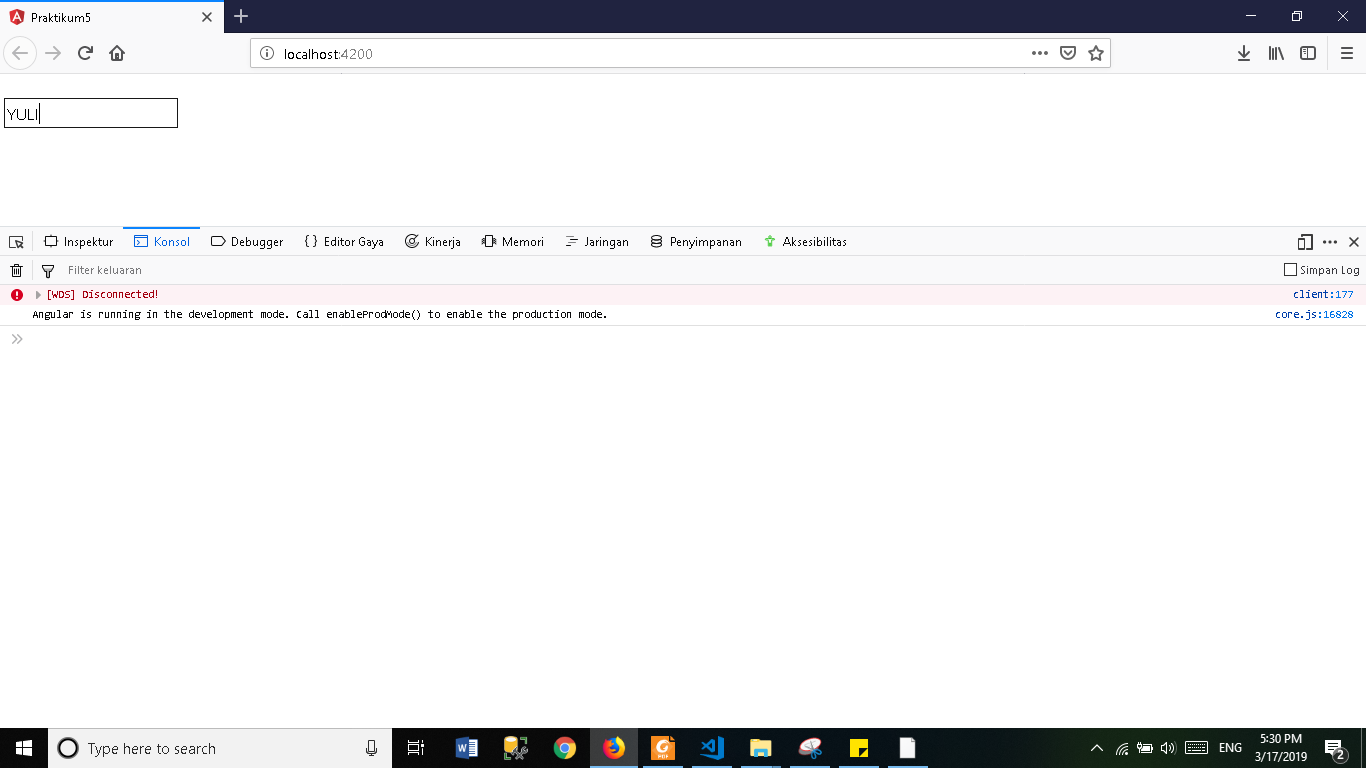 Praktikum5
localhost:4200
YULI
Inspektur Konsol Debugger Editor Gaya Kinerja Memori Jaringan Penyimpanan Aksesibilitas
Filter keluaran Simpan Log
[WDS] Disconnected! client:177
Angular is running in the development mode. Call enableProdMode() to enable the production mode. core.js:16828
Type here to search
ENG
5:30 PM
3/17/2019
2